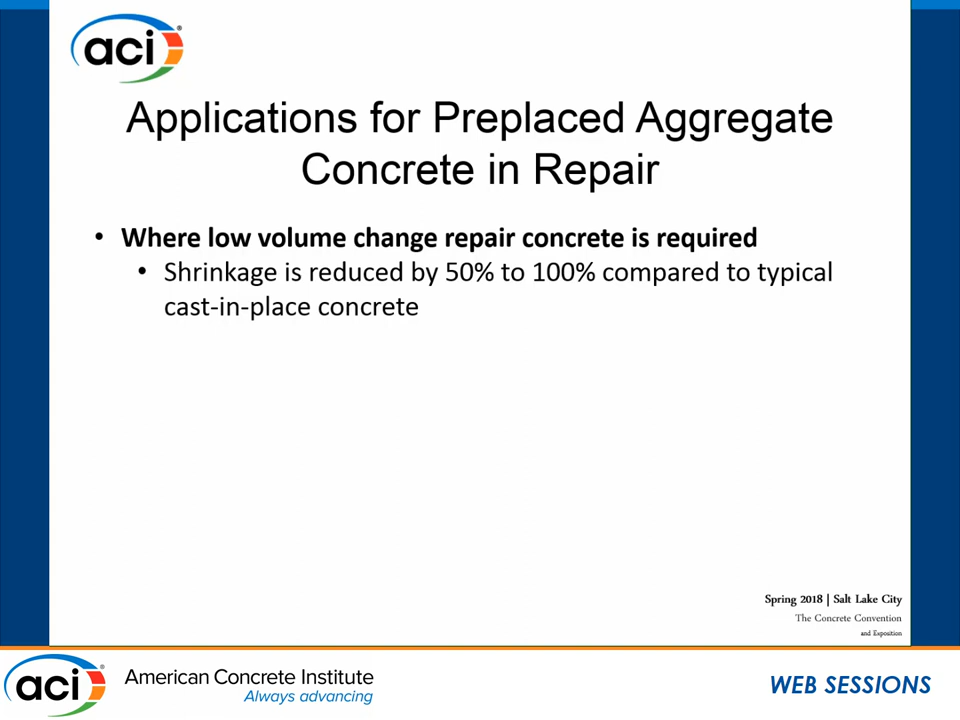 aci
Applications for Preplaced Aggregate
Concrete in Repair
• Where low volume change repair concrete is required
• Shrinkage is reduced by 50% to 100% compared to typical
cast-in-place concrete
Spring 2018 | Salt Lake City
The Concrete Convention
and Exposition
aci
American Concrete Institute
Always advancing
WEB SESSIONS